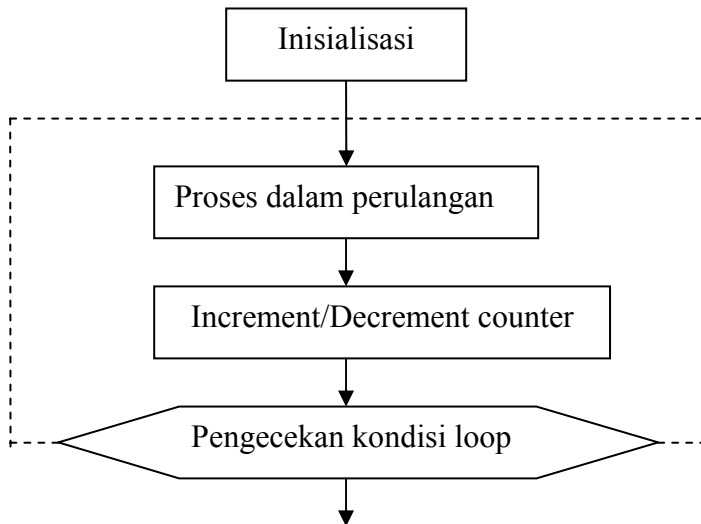 Inisialisasi
Proses dalam perulangan
Increment/Decrement counter
Pengecekan kondisi loop